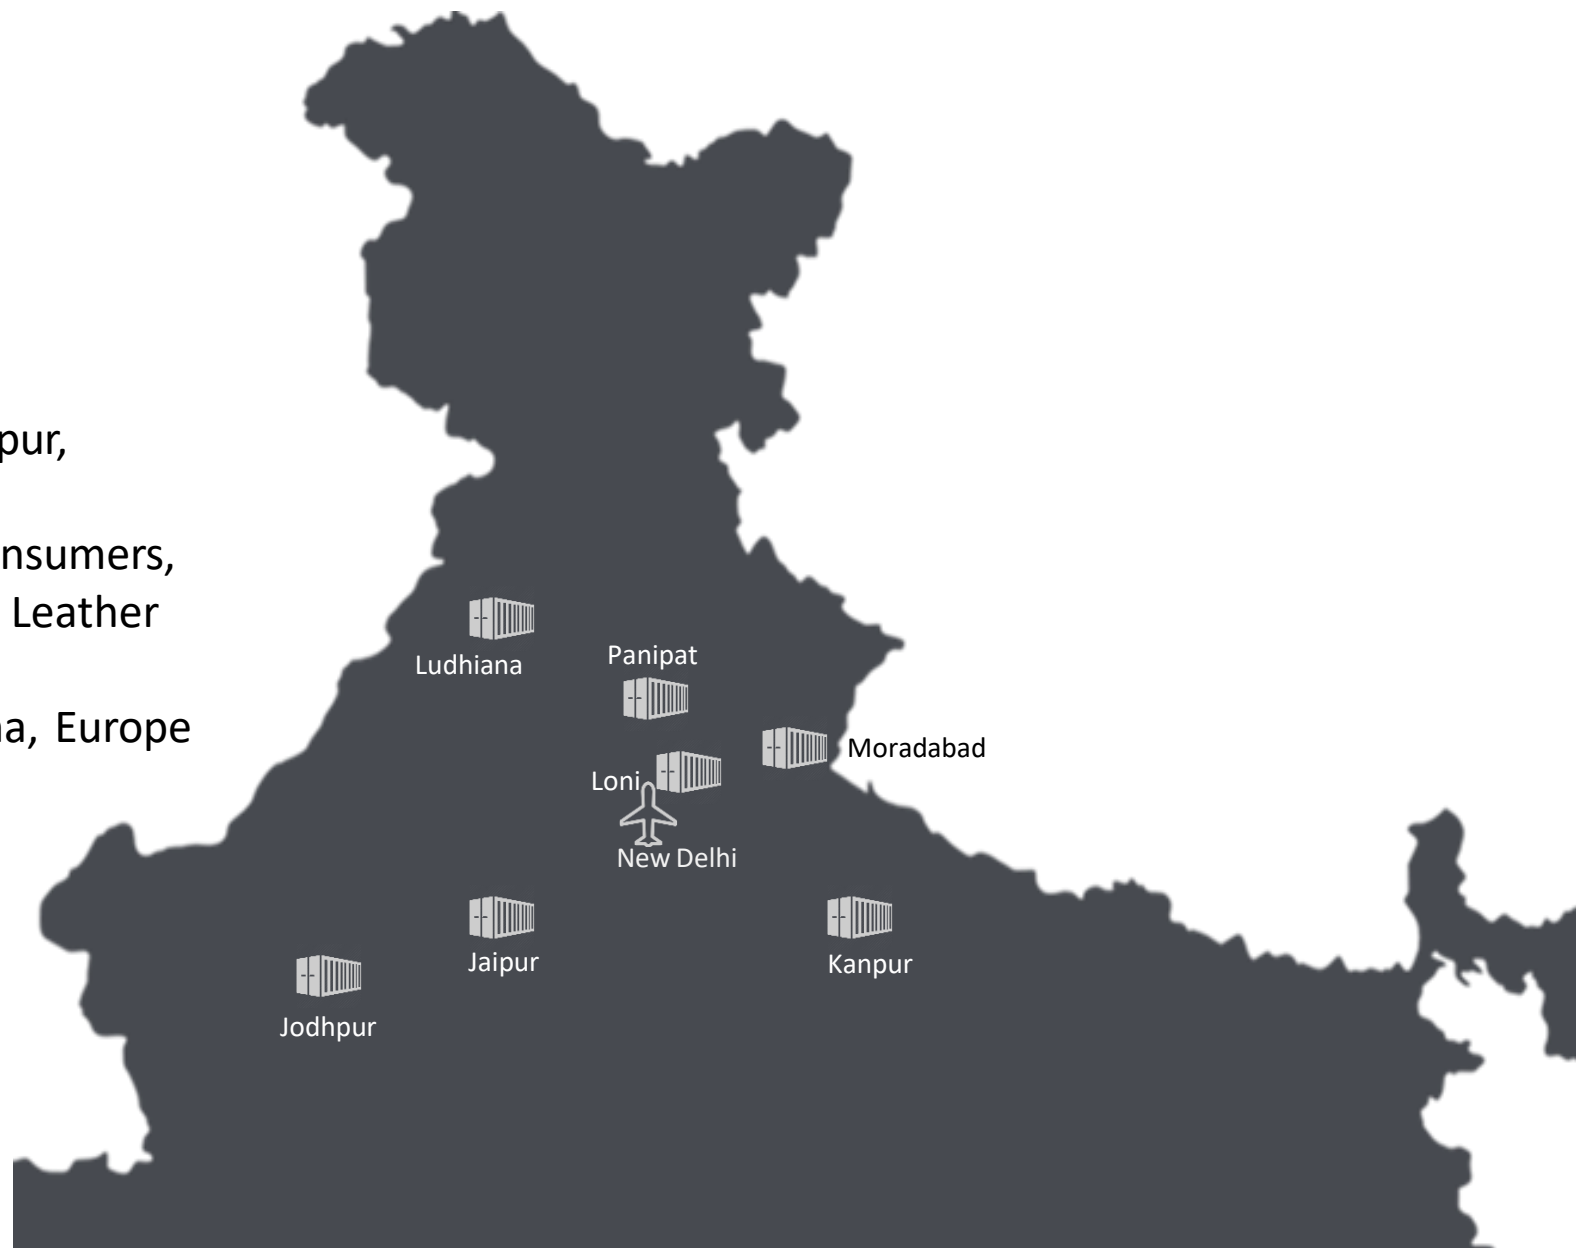 pur,
nsumers,
Leather
a, Europe
Ludhiana
Panipat
Moradabad
Loni
New Delhi
Jaipur
Kanpur
Jodhpur